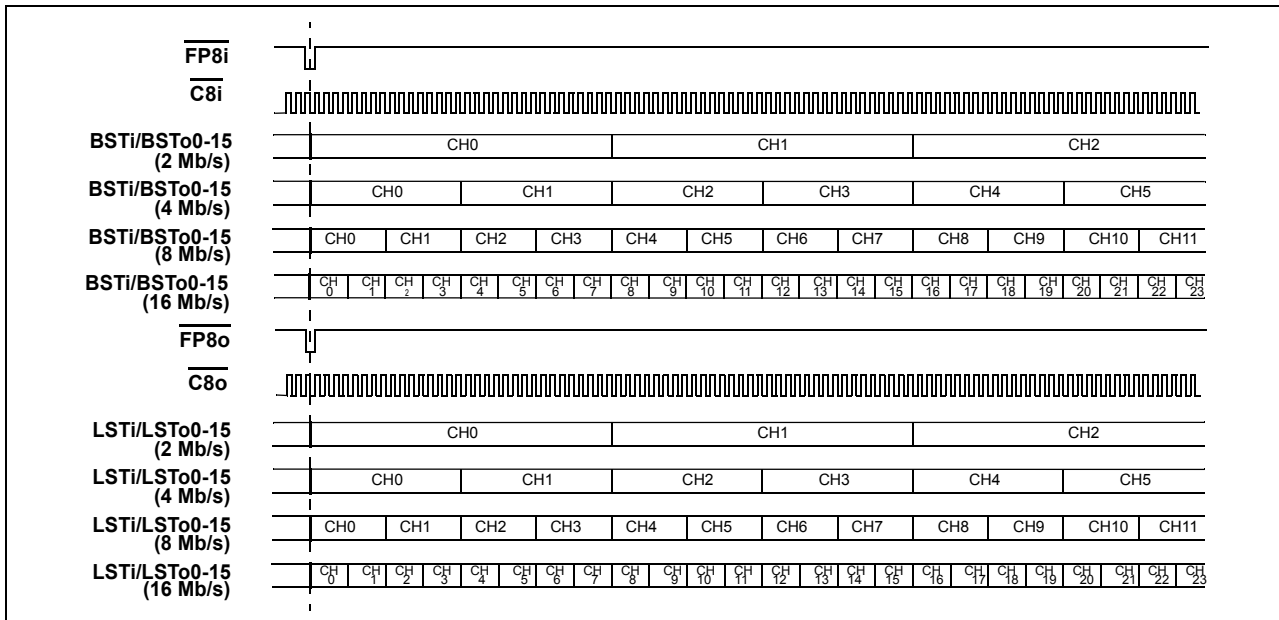 FP8i
C8i
BSTi/BSTo0-15
(2 Mb/s)
CH0 CH1 CH2
BSTi/BSTo0-15
(4 Mb/s)
CH0 CH1 CH2 CH3 CH4 CH5
BSTi/BSTo0-15
(8 Mb/s)
CH0 CH1 CH2 CH3 CH4 CH5 CH6 CH7 CH8 CH9 CH10 CH11
BSTi/BSTo0-15
(16 Mb/s)
CH CH CH CH CH CH CH CH CH CH CH CH CH CH CH CH CH CH CH CH CH CH CH CH
0 1 2 3 4 5 6 7 8 9 10 11 12 13 14 15 16 17 18 19 20 21 22 23
FP8o
C8o
LSTi/LSTo0-15
(2 Mb/s)
CH0 CH1 CH2
LSTi/LSTo0-15
(4 Mb/s)
CH0 CH1 CH2 CH3 CH4 CH5
LSTi/LSTo0-15
(8 Mb/s)
CH0 CH1 CH2 CH3 CH4 CH5 CH6 CH7 CH8 CH9 CH10 CH11
LSTi/LSTo0-15
(16 Mb/s)
CH CH CH CH CH CH CH CH CH CH CH CH CH CH CH CH CH CH CH CH CH CH CH CH
0 1 2 3 4 5 6 7 8 9 10 11 12 13 14 15 16 17 18 19 20 21 22 23